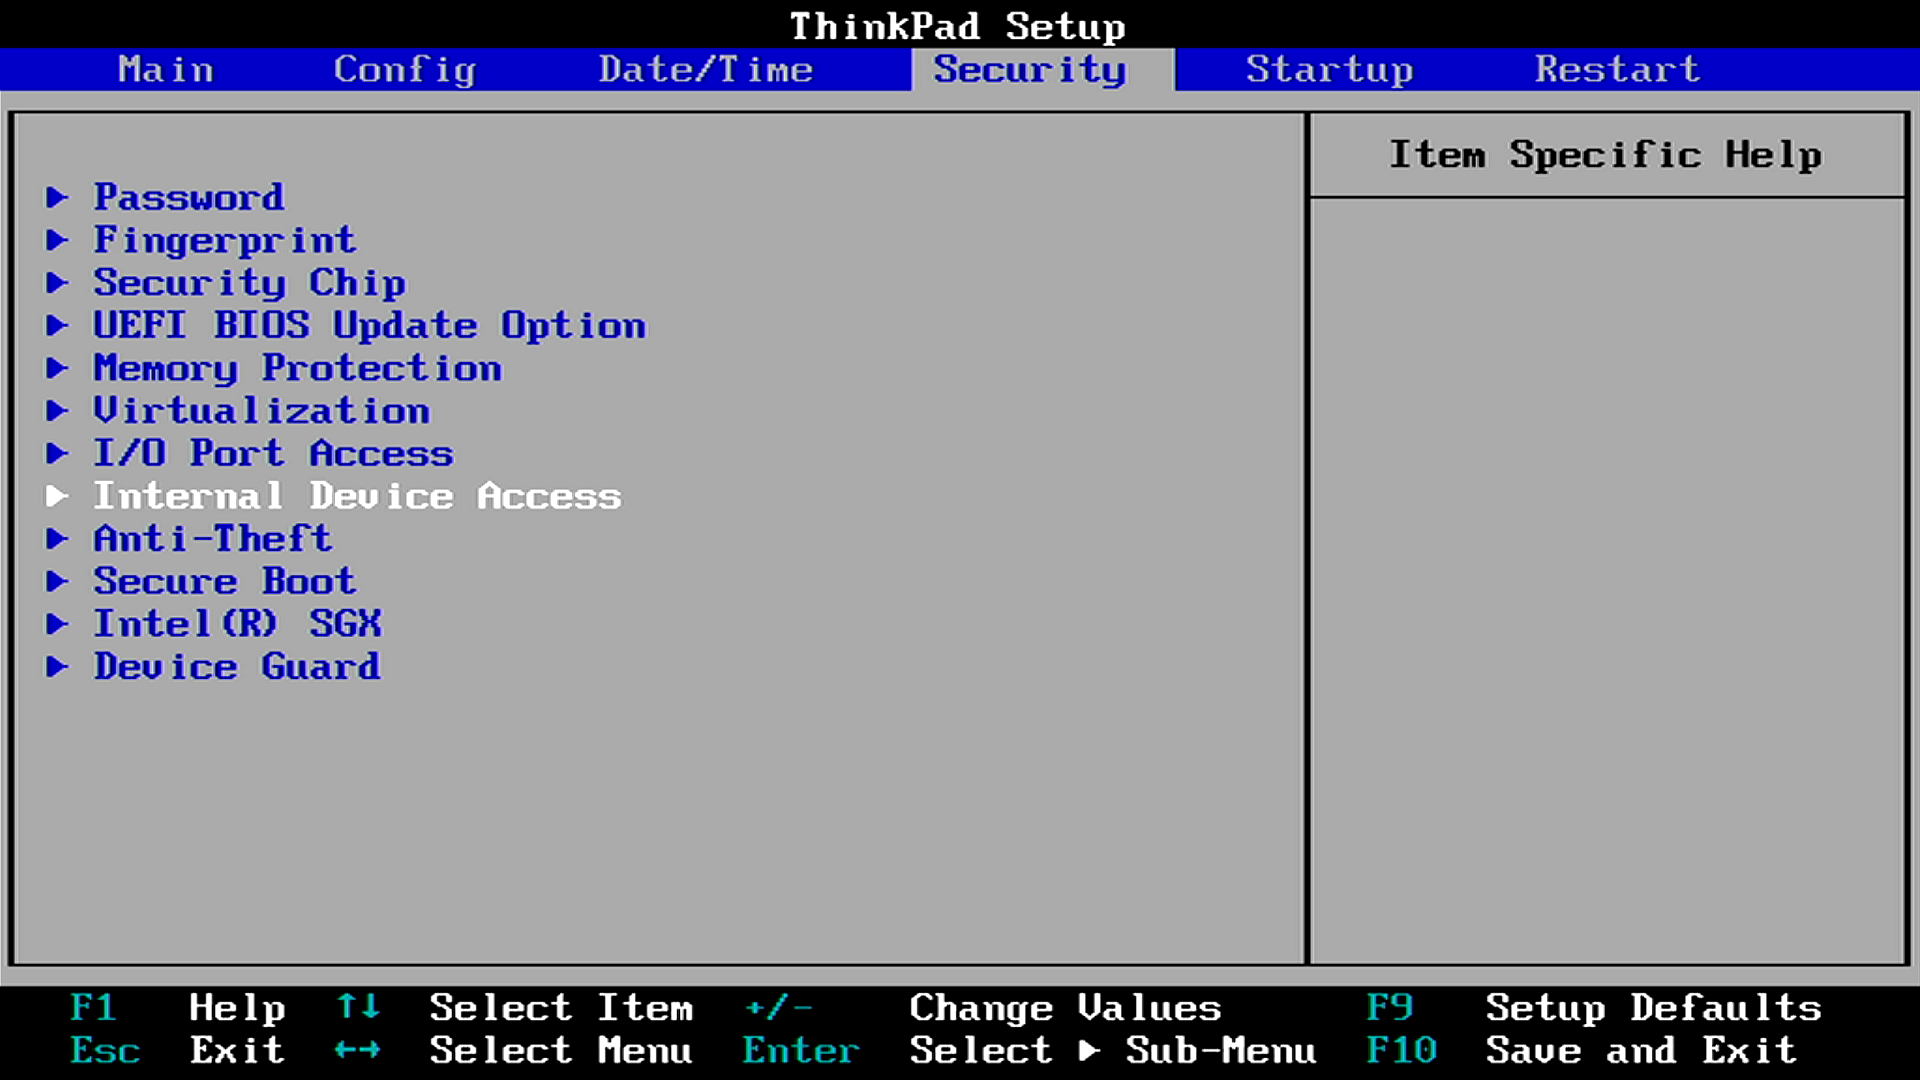 ThinkPad Setup
Main Config Date/Time Security Startup Restart
Item Specific Help
Password
Fingerprint
Security Chip
UEFI BIOS Update Option
Memory Protection
Virtualization
I/O Port Access
Internal Device Access
Anti-Theft
Secure Boot
Intel(R) SGX
Device Guard
F1 Help ↑↓ Select Item +/- Change Values F9 Setup Defaults
Esc Exit ←→ Select Menu Enter Select ▶ Sub-Menu F10 Save and Exit